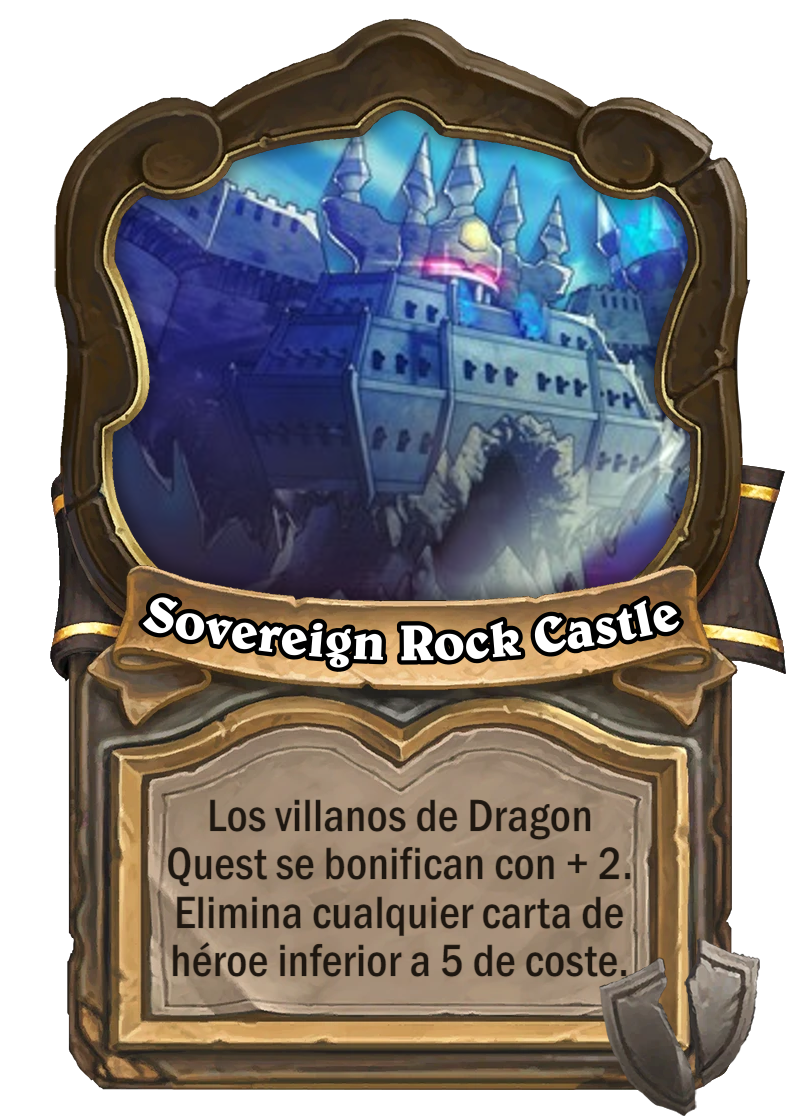 Sovereign Rock Castle
Los villanos de Dragon
Quest se bonifican con + 2.
Elimina cualquier carta de
héroe inferior a 5 de coste.